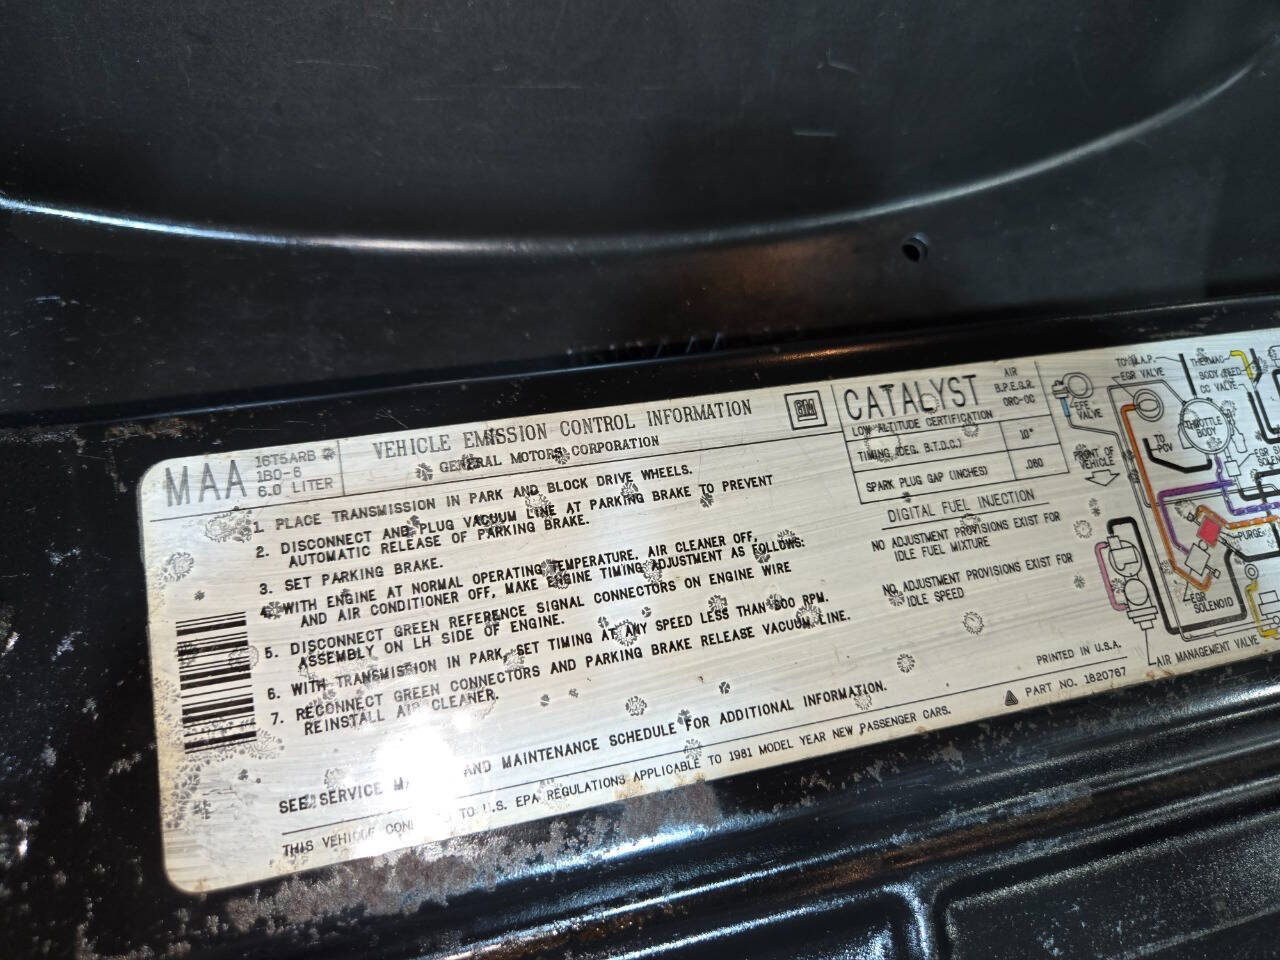 MAA
16T5ARB
1B0-6
6.0 LITER
VEHICLE EMISSION CONTROL INFORMATION
GENERAL MOTORS CORPORATION
GM
1. PLACE TRANSMISSION IN PARK AND BLOCK DRIVE WHEELS.
2. DISCONNECT AND PLUG VACUUM LINE AT PARKING BRAKE TO PREVENT
AUTOMATIC RELEASE OF PARKING BRAKE.
3. SET PARKING BRAKE.
4. WITH ENGINE AT NORMAL OPERATING TEMPERATURE, AIR CLEANER OFF,
AND AIR CONDITIONER OFF, MAKE ENGINE TIMING ADJUSTMENT AS FOLLOWS:
5. DISCONNECT GREEN REFERENCE SIGNAL CONNECTORS ON ENGINE WIRE
ASSEMBLY ON LH SIDE OF ENGINE.
6. WITH TRANSMISSION IN PARK, SET TIMING AT ANY SPEED LESS THAN 800 RPM.
7. RECONNECT GREEN CONNECTORS AND PARKING BRAKE RELEASE VACUUM LINE.
REINSTALL AIR CLEANER.
SEE SERVICE AND MAINTENANCE SCHEDULE FOR ADDITIONAL INFORMATION.
THIS VEHICLE TO U.S. EPA REGULATIONS APPLICABLE TO 1981 MODEL YEAR NEW PASSENGER CARS.
CATALYST
AIR
B.P.E.G.R.
ORC-OC
LOW ALTITUDE CERTIFICATION
TIMING (DEG. B.T.D.C.) 10°
SPARK PLUG GAP (INCHES) .060
DIGITAL FUEL INJECTION
NO ADJUSTMENT PROVISIONS EXIST FOR
IDLE FUEL MIXTURE
NO ADJUSTMENT PROVISIONS EXIST FOR
IDLE SPEED
PRINTED IN U.S.A.
PART NO. 1620767
TO M.A.P.
EGR VALVE
THERMAC
BODY FEED
CC VALVE
EFE
VALVE
THROTTLE
BODY
TO
PCV
FRONT OF
VEHICLE
PURGE
EGR
SOLENOID
AIR MANAGEMENT VALVE